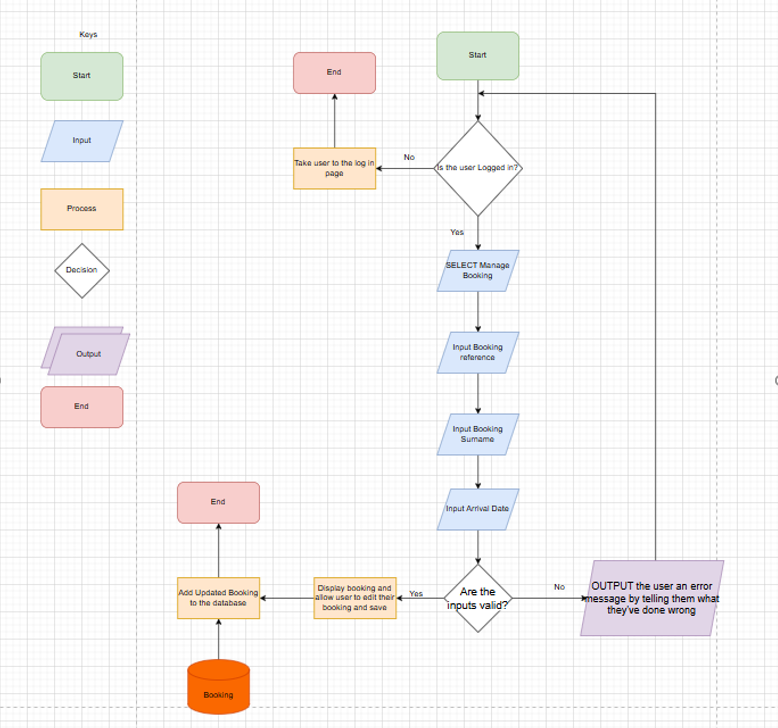 Keys
Start
Input
Process
Decision
Output
End
Start
End
Is the user Logged in?
No
Take user to the log in
page
Yes
SELECT Manage
Booking
Input Booking
reference
Input Booking
Surname
Input Arrival Date
Are the
inputs valid?
No
OUTPUT the user an error
message by telling them what
they've done wrong
Yes
Display booking and
allow user to edit their
booking and save
Add Updated Booking
to the database
End
Booking